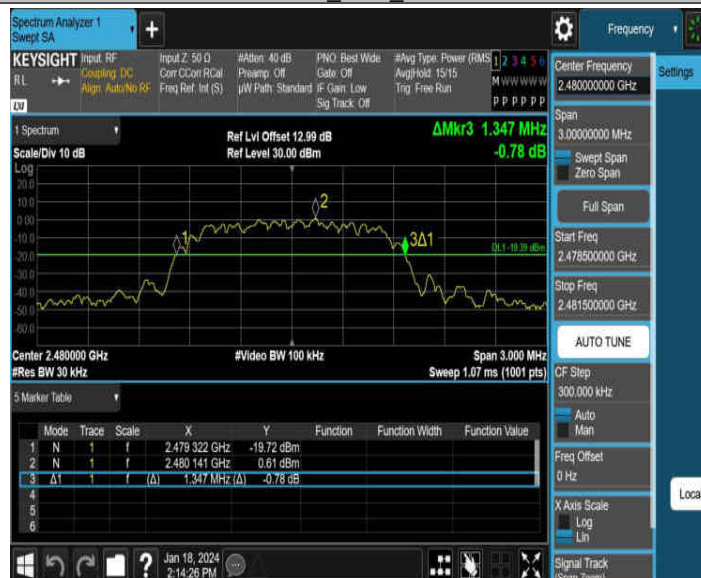 Spectrum Analyzer 1
Swept SA
+
Frequency
KEYSIGHT
RL
Input: RF
Coupling: DC
Align: Auto/No RF
Input Z: 50 Ω
Corr CCorr RCal
Freq Ref: Int (S)
#Atten: 40 dB
Preamp: Off
µW Path: Standard
PNO: Best Wide
Gate: Off
IF Gain: Low
Sig Track: Off
#Avg Type: Power (RMS
Avg|Hold: 15/15
Trig: Free Run
1 2 3 4 5 6
M W W W W W
P P P P P P
1 Spectrum
Scale/Div 10 dB
Log
Ref Lvl Offset 12.99 dB
Ref Level 30.00 dBm
ΔMkr3 1.347 MHz
-0.78 dB
20.0
10.0
0.00
-10.0
-20.0
-30.0
-40.0
-50.0
-60.0
1
2
3Δ1
DL1 -19.39 dBm
Center 2.480000 GHz
#Res BW 30 kHz
#Video BW 100 kHz
Span 3.000 MHz
Sweep 1.07 ms (1001 pts)
5 Marker Table
Mode Trace Scale X Y Function Function Width Function Value
1 N 1 f 2.479 322 GHz -19.72 dBm
2 N 1 f 2.480 141 GHz 0.61 dBm
3 Δ1 1 f (Δ) 1.347 MHz (Δ) -0.78 dB
4
5
6
Jan 18, 2024
2:14:26 PM
Center Frequency
2.480000000 GHz
Span
3.00000000 MHz
Swept Span
Zero Span
Full Span
Start Freq
2.478500000 GHz
Stop Freq
2.481500000 GHz
AUTO TUNE
CF Step
300.000 kHz
Auto
Man
Freq Offset
0 Hz
X Axis Scale
Log
Lin
Signal Track
(Span Zoom)
Settings
Local